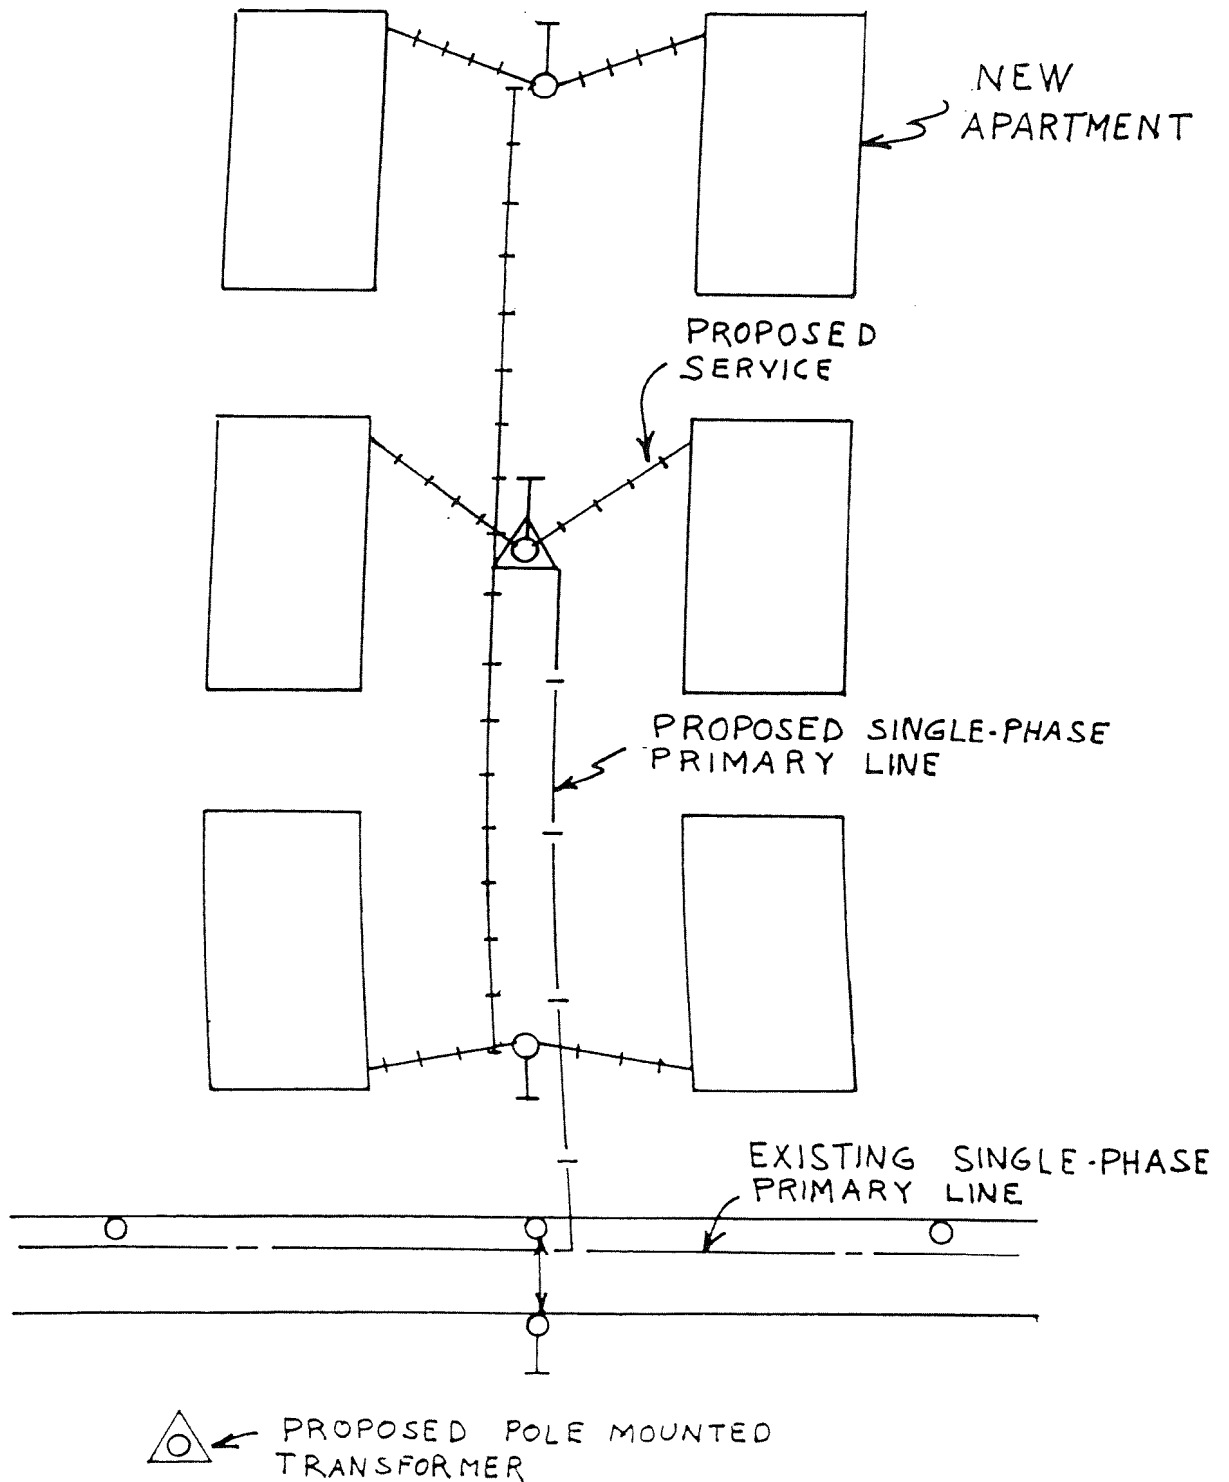 NEW
APARTMENT
PROPOSED
SERVICE
PROPOSED SINGLE-PHASE
PRIMARY LINE
EXISTING SINGLE-PHASE
PRIMARY LINE
PROPOSED POLE MOUNTED
TRANSFORMER